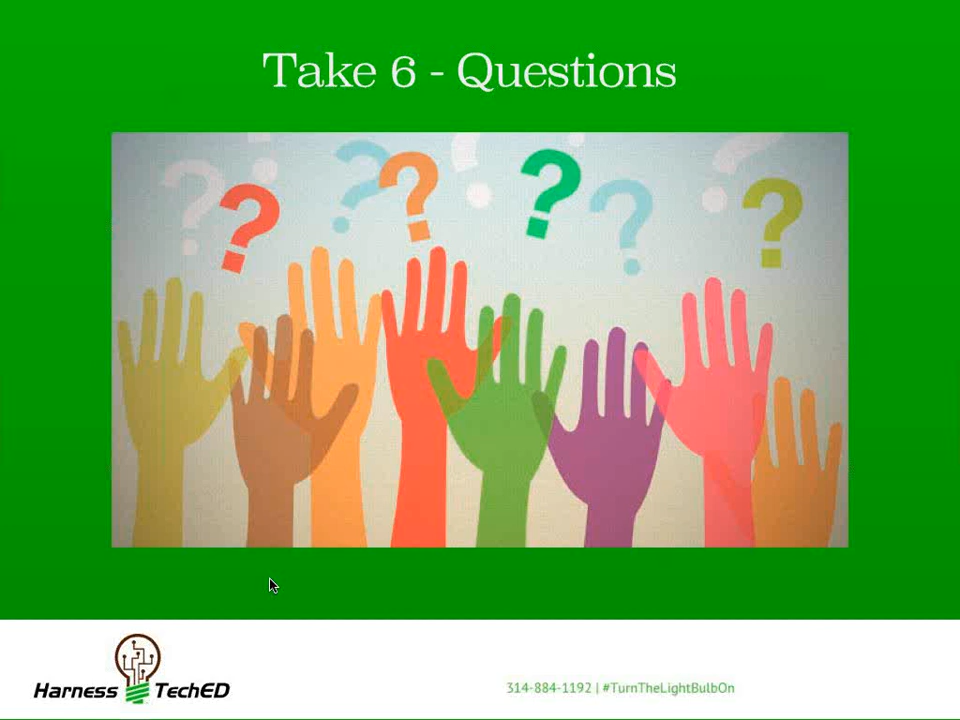 Take 6 - Questions
? ? ? ? ? ? ? ?
Harness TechED
314-884-1192 | #TurnTheLightBulbOn